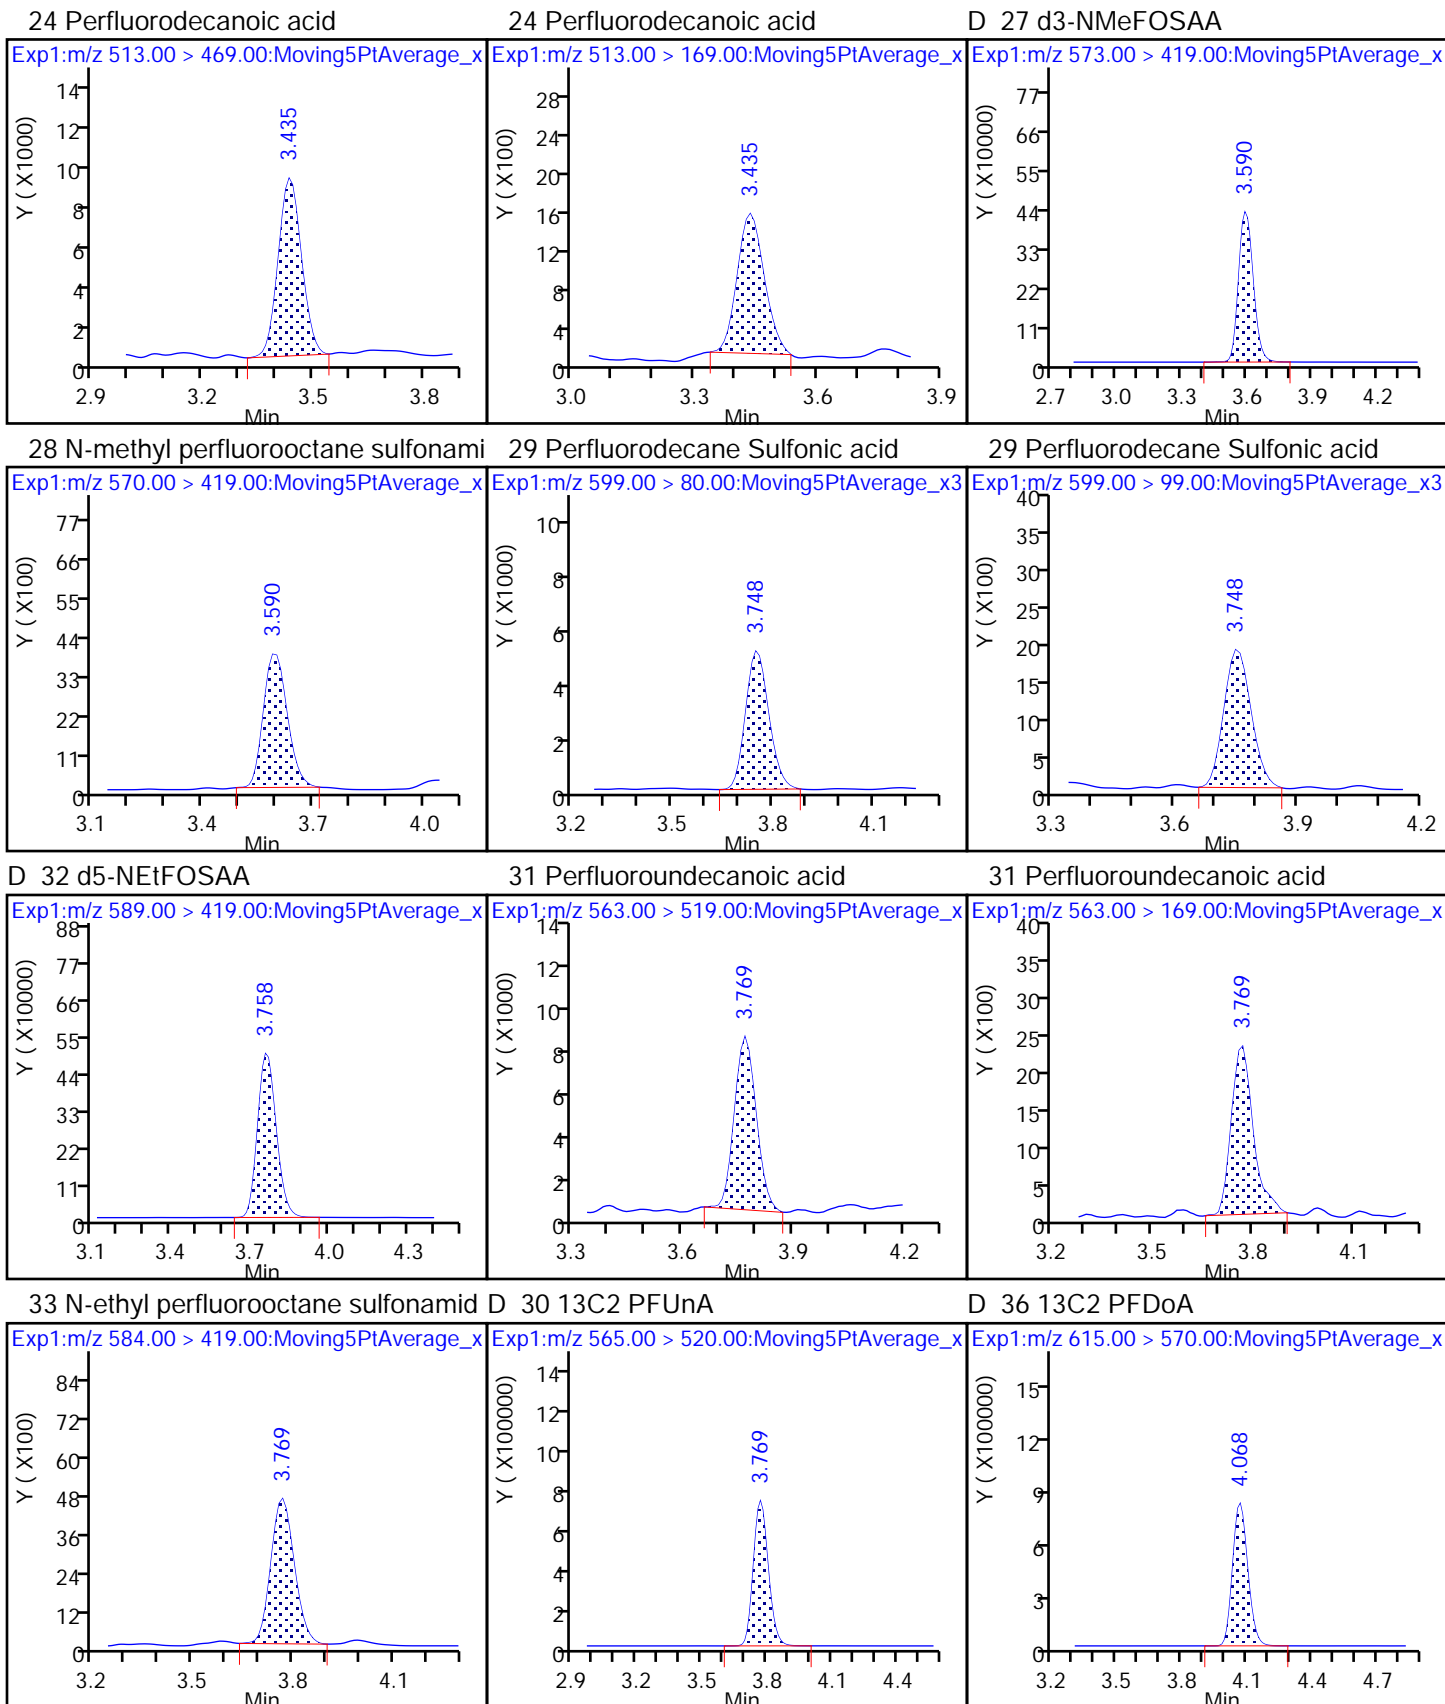 24 Perfluorodecanoic acid
Exp1:m/z 513.00 > 469.00:Moving5PtAverage_x
Y ( X1000)
14
12
10
8
6
4
2
0
3.435
2.9 3.2 3.5 3.8
Min
24 Perfluorodecanoic acid
Exp1:m/z 513.00 > 169.00:Moving5PtAverage_x
Y ( X100)
28
24
20
16
12
8
4
0
3.435
3.0 3.3 3.6 3.9
Min
D 27 d3-NMeFOSAA
Exp1:m/z 573.00 > 419.00:Moving5PtAverage_x
Y ( X10000)
77
66
55
44
33
22
11
0
3.590
2.7 3.0 3.3 3.6 3.9 4.2
Min
28 N-methyl perfluorooctane sulfonami
Exp1:m/z 570.00 > 419.00:Moving5PtAverage_x
Y ( X100)
77
66
55
44
33
22
11
0
3.590
3.1 3.4 3.7 4.0
Min
29 Perfluorodecane Sulfonic acid
Exp1:m/z 599.00 > 80.00:Moving5PtAverage_x3
Y ( X1000)
10
8
6
4
2
0
3.748
3.2 3.5 3.8 4.1
Min
29 Perfluorodecane Sulfonic acid
Exp1:m/z 599.00 > 99.00:Moving5PtAverage_x3
Y ( X100)
40
35
30
25
20
15
10
5
0
3.748
3.3 3.6 3.9 4.2
Min
D 32 d5-NEtFOSAA
Exp1:m/z 589.00 > 419.00:Moving5PtAverage_x
Y ( X10000)
88
77
66
55
44
33
22
11
0
3.758
3.1 3.4 3.7 4.0 4.3
Min
31 Perfluoroundecanoic acid
Exp1:m/z 563.00 > 519.00:Moving5PtAverage_x
Y ( X1000)
14
12
10
8
6
4
2
0
3.769
3.3 3.6 3.9 4.2
Min
31 Perfluoroundecanoic acid
Exp1:m/z 563.00 > 169.00:Moving5PtAverage_x
Y ( X100)
40
35
30
25
20
15
10
5
0
3.769
3.2 3.5 3.8 4.1
Min
33 N-ethyl perfluorooctane sulfonamid
Exp1:m/z 584.00 > 419.00:Moving5PtAverage_x
Y ( X100)
84
72
60
48
36
24
12
0
3.769
3.2 3.5 3.8 4.1
Min
D 30 13C2 PFUnA
Exp1:m/z 565.00 > 520.00:Moving5PtAverage_x
Y ( X100000)
14
12
10
8
6
4
2
0
3.769
2.9 3.2 3.5 3.8 4.1 4.4
Min
D 36 13C2 PFDoA
Exp1:m/z 615.00 > 570.00:Moving5PtAverage_x
Y ( X100000)
15
12
9
6
3
0
4.068
3.2 3.5 3.8 4.1 4.4 4.7
Min